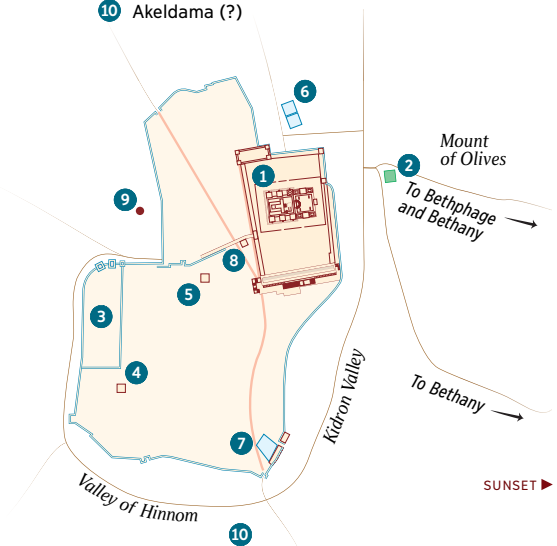 10 Akeldama (?)
6
Mount
of Olives
2
1
To Bethphage
and Bethany
9
8
5
3
4
To Bethany
Kidron Valley
7
SUNSET
Valley of Hinnom
10